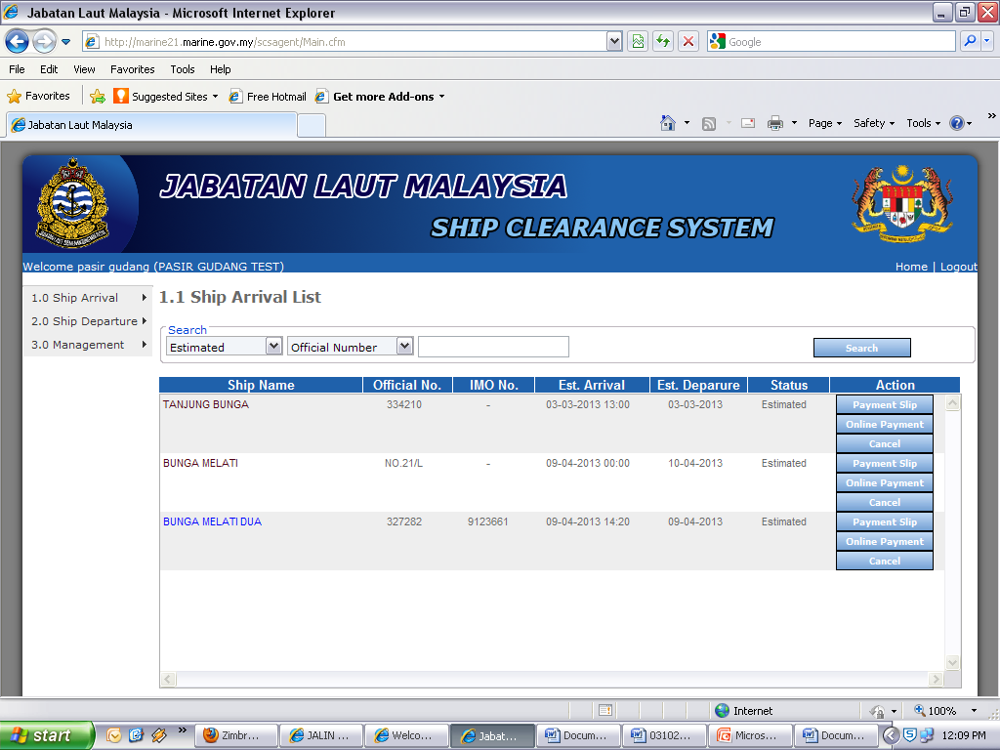 Jabatan Laut Malaysia - Microsoft Internet Explorer
http://marine21.marine.gov.my/scsagent/Main.cfm Google
File Edit View Favorites Tools Help
Favorites Suggested Sites Free Hotmail Get more Add-ons
Jabatan Laut Malaysia Page Safety Tools
JABATAN LAUT MALAYSIA
SHIP CLEARANCE SYSTEM
Welcome pasir gudang (PASIR GUDANG TEST) Home | Logout
1.0 Ship Arrival
2.0 Ship Departure
3.0 Management
1.1 Ship Arrival List
Search
Estimated Official Number Search
Ship Name Official No. IMO No. Est. Arrival Est. Deparure Status Action
TANJUNG BUNGA 334210 - 03-03-2013 13:00 03-03-2013 Estimated Payment Slip
Online Payment
Cancel
BUNGA MELATI NO.21/L - 09-04-2013 00:00 10-04-2013 Estimated Payment Slip
Online Payment
Cancel
BUNGA MELATI DUA 327282 9123661 09-04-2013 14:20 09-04-2013 Estimated Payment Slip
Online Payment
Cancel
Internet 100%
start Zimbr... JALIN ... Welco... Jabat... Docum... 03102... Micros... Docum... 12:09 PM